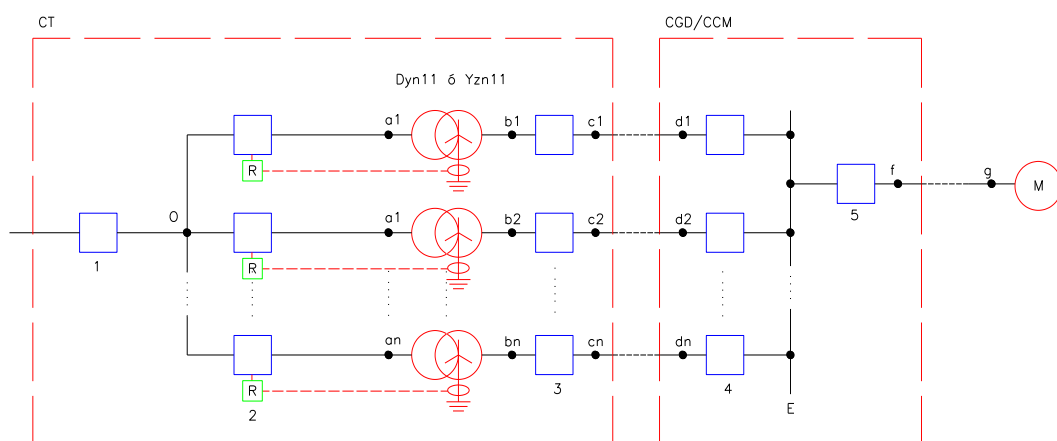 CT
CGD/CCM
Dyn11 ó Yzn11
a1
b1
c1
d1
R
f
g
M
5
O
a1
b2
c2
d2
1
R
an
bn
cn
dn
R
2
3
4
E